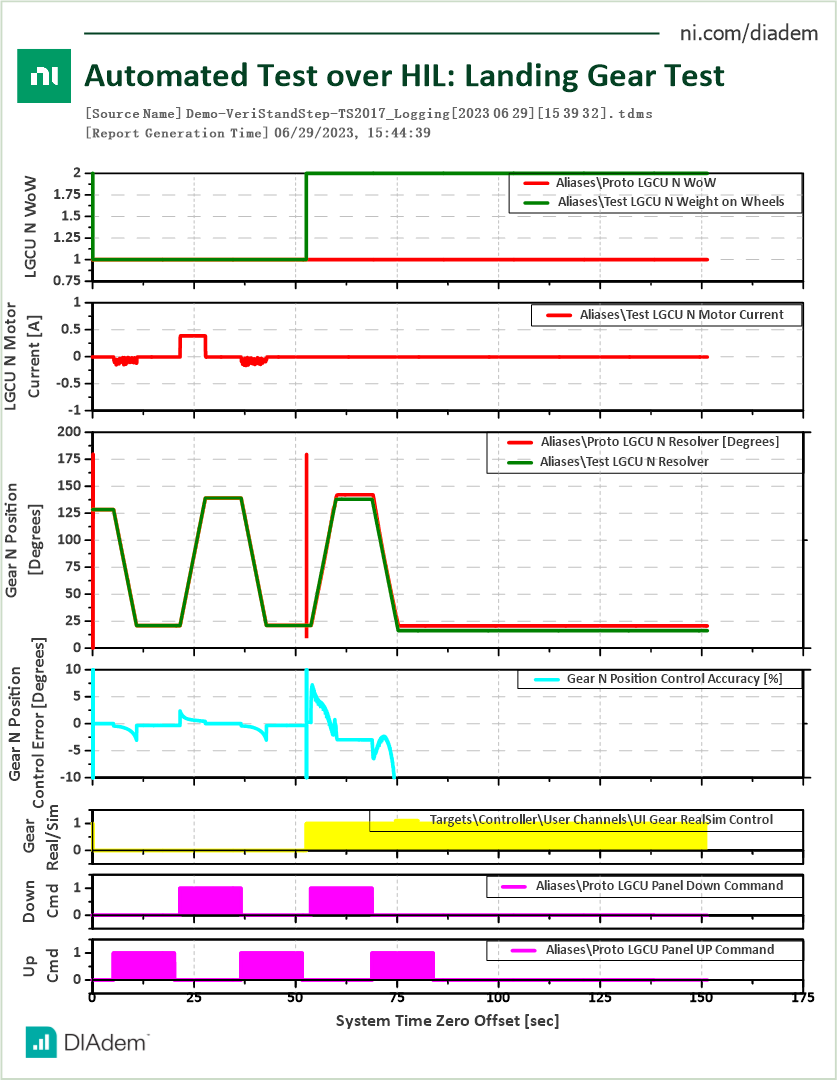 ni.com/diadem
ni
Automated Test over HIL: Landing Gear Test
[Source Name] Demo-VeriStandStep-TS2017_Logging[2023 06 29][15 39 32].tdms
[Report Generation Time] 06/29/2023, 15:44:39
LGCU N WoW
2
1.75
1.5
1.25
1
0.75
Aliases\Proto LGCU N WoW
Aliases\Test LGCU N Weight on Wheels
LGCU N Motor
Current [A]
1
0.5
0
-0.5
-1
Aliases\Test LGCU N Motor Current
Gear N Position
[Degrees]
200
175
150
125
100
75
50
25
0
Aliases\Proto LGCU N Resolver [Degrees]
Aliases\Test LGCU N Resolver
Gear N Position
Control Error [Degrees]
10
5
0
-5
-10
Gear N Position Control Accuracy [%]
Gear
Real/Sim
1
0
Targets\Controller\User Channels\UI Gear RealSim Control
Down
Cmd
1
0
Aliases\Proto LGCU Panel Down Command
Up
Cmd
1
0
Aliases\Proto LGCU Panel UP Command
0 25 50 75 100 125 150 175
System Time Zero Offset [sec]
DIAdem™